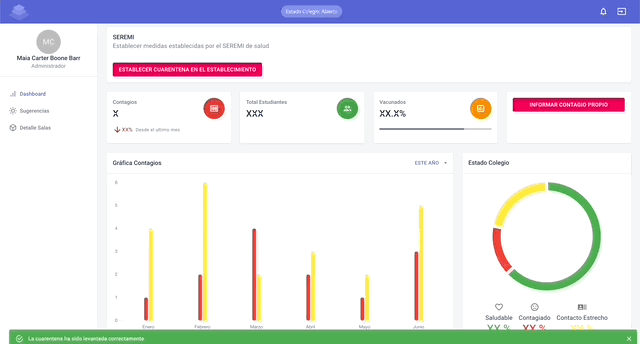 Estado Colegio: Abierto
MC
Maia Carter Boone Barr
Administrador
Dashboard
Sugerencias
Detalle Salas
SEREMI
Establecer medidas establecidas por el SEREMI de salud
ESTABLECER CUARENTENA EN EL ESTABLECIMIENTO
Contagios
X
XX% Desde el ultimo mes
Total Estudiantes
XXX
Vacunados
XX.X%
INFORMAR CONTAGIO PROPIO
Gráfica Contagios
ESTE AÑO
6
5
4
3
2
1
0
Enero
Febrero
Marzo
Abril
Mayo
Junio
Estado Colegio
Saludable
Contagiado
Contacto Estrecho
XX %
XX %
XX %
La cuarentena ha sido levantada correctamente